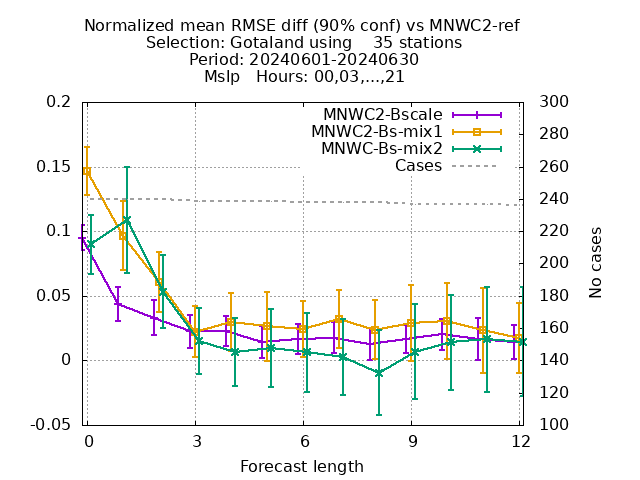 Normalized mean RMSE diff (90% conf) vs MNWC2-ref
Selection: Gotaland using 35 stations
Period: 20240601-20240630
Mslp Hours: 00,03,...,21
MNWC2-Bscale
MNWC2-Bs-mix1
MNWC-Bs-mix2
Cases
0.2
0.15
0.1
0.05
0
-0.05
300
280
260
240
220
200
180
160
140
120
100
No cases
0 3 6 9 12
Forecast length